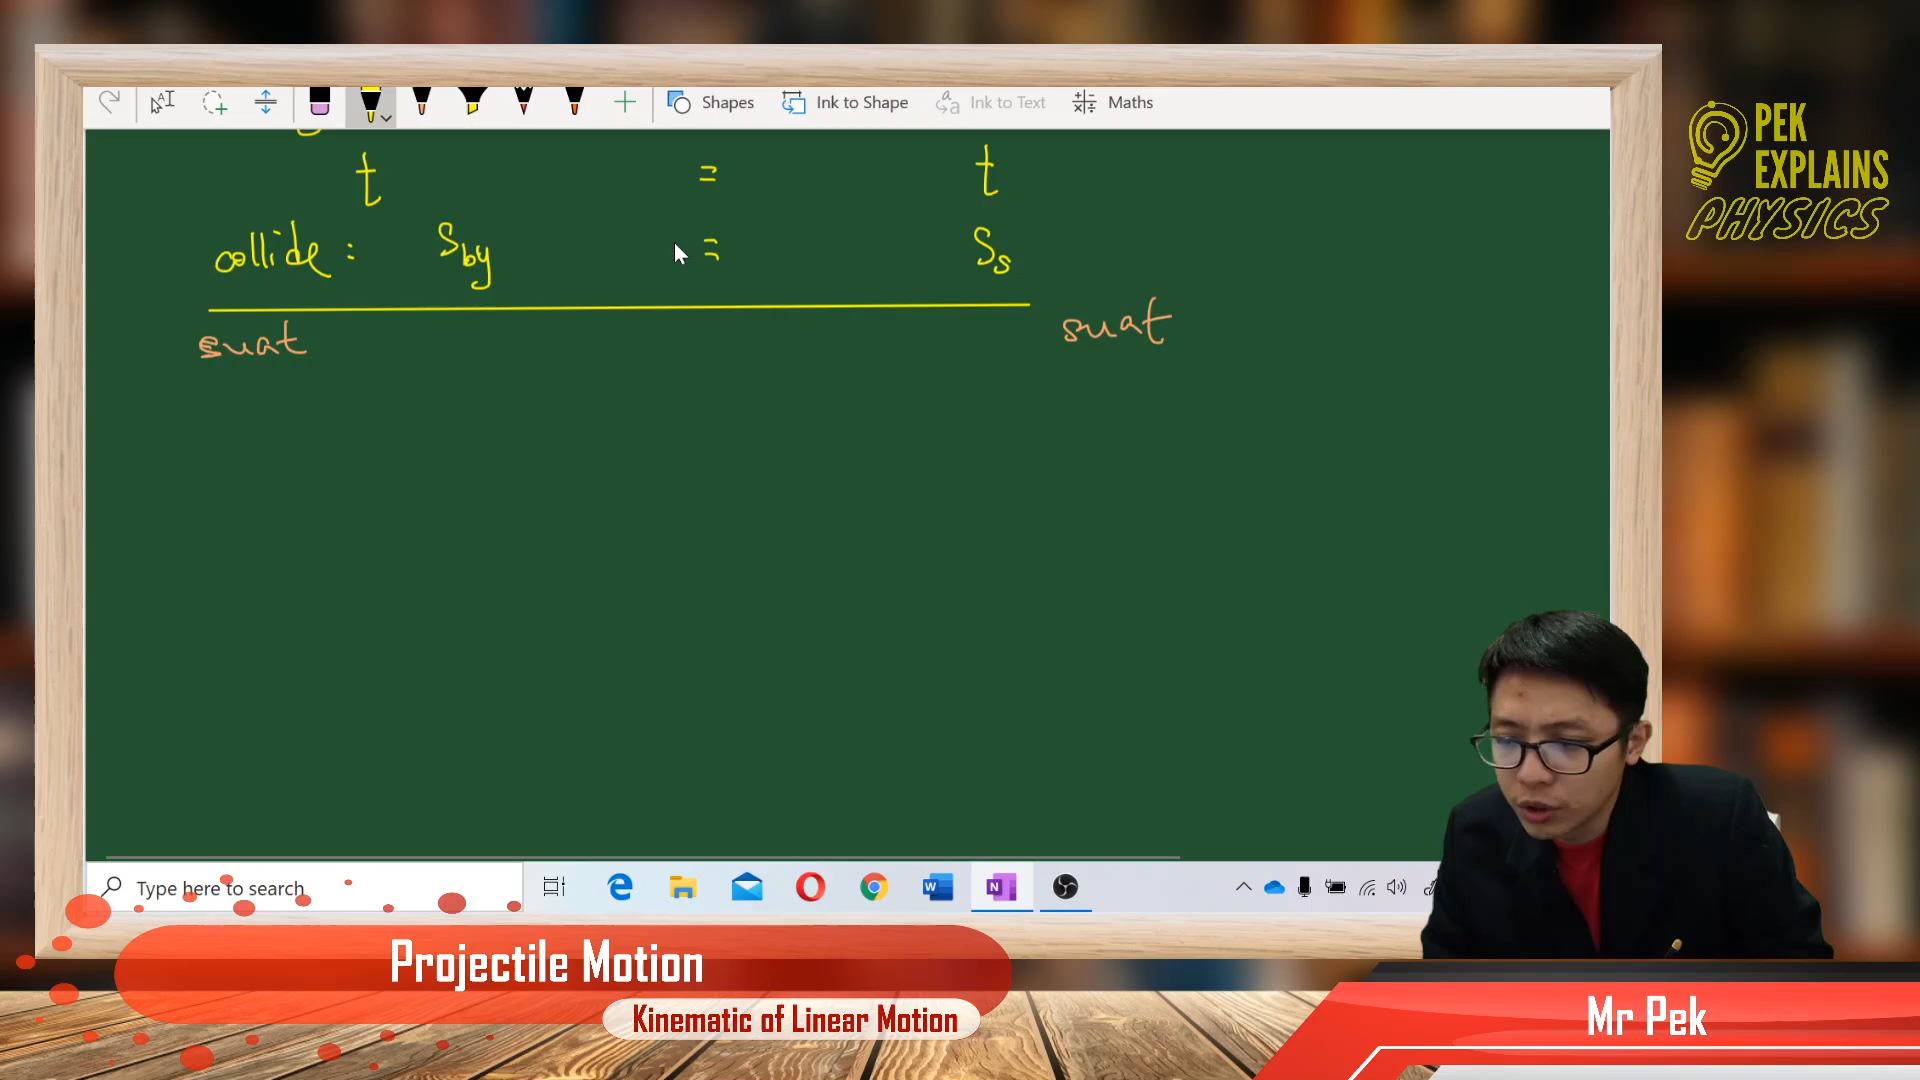 Shapes Ink to Shape Ink to Text Maths
PEK
EXPLAINS
PHYSICS
t = t
collide : Sby = Ss
suat suat
Type here to search
Projectile Motion
Kinematic of Linear Motion
Mr Pek